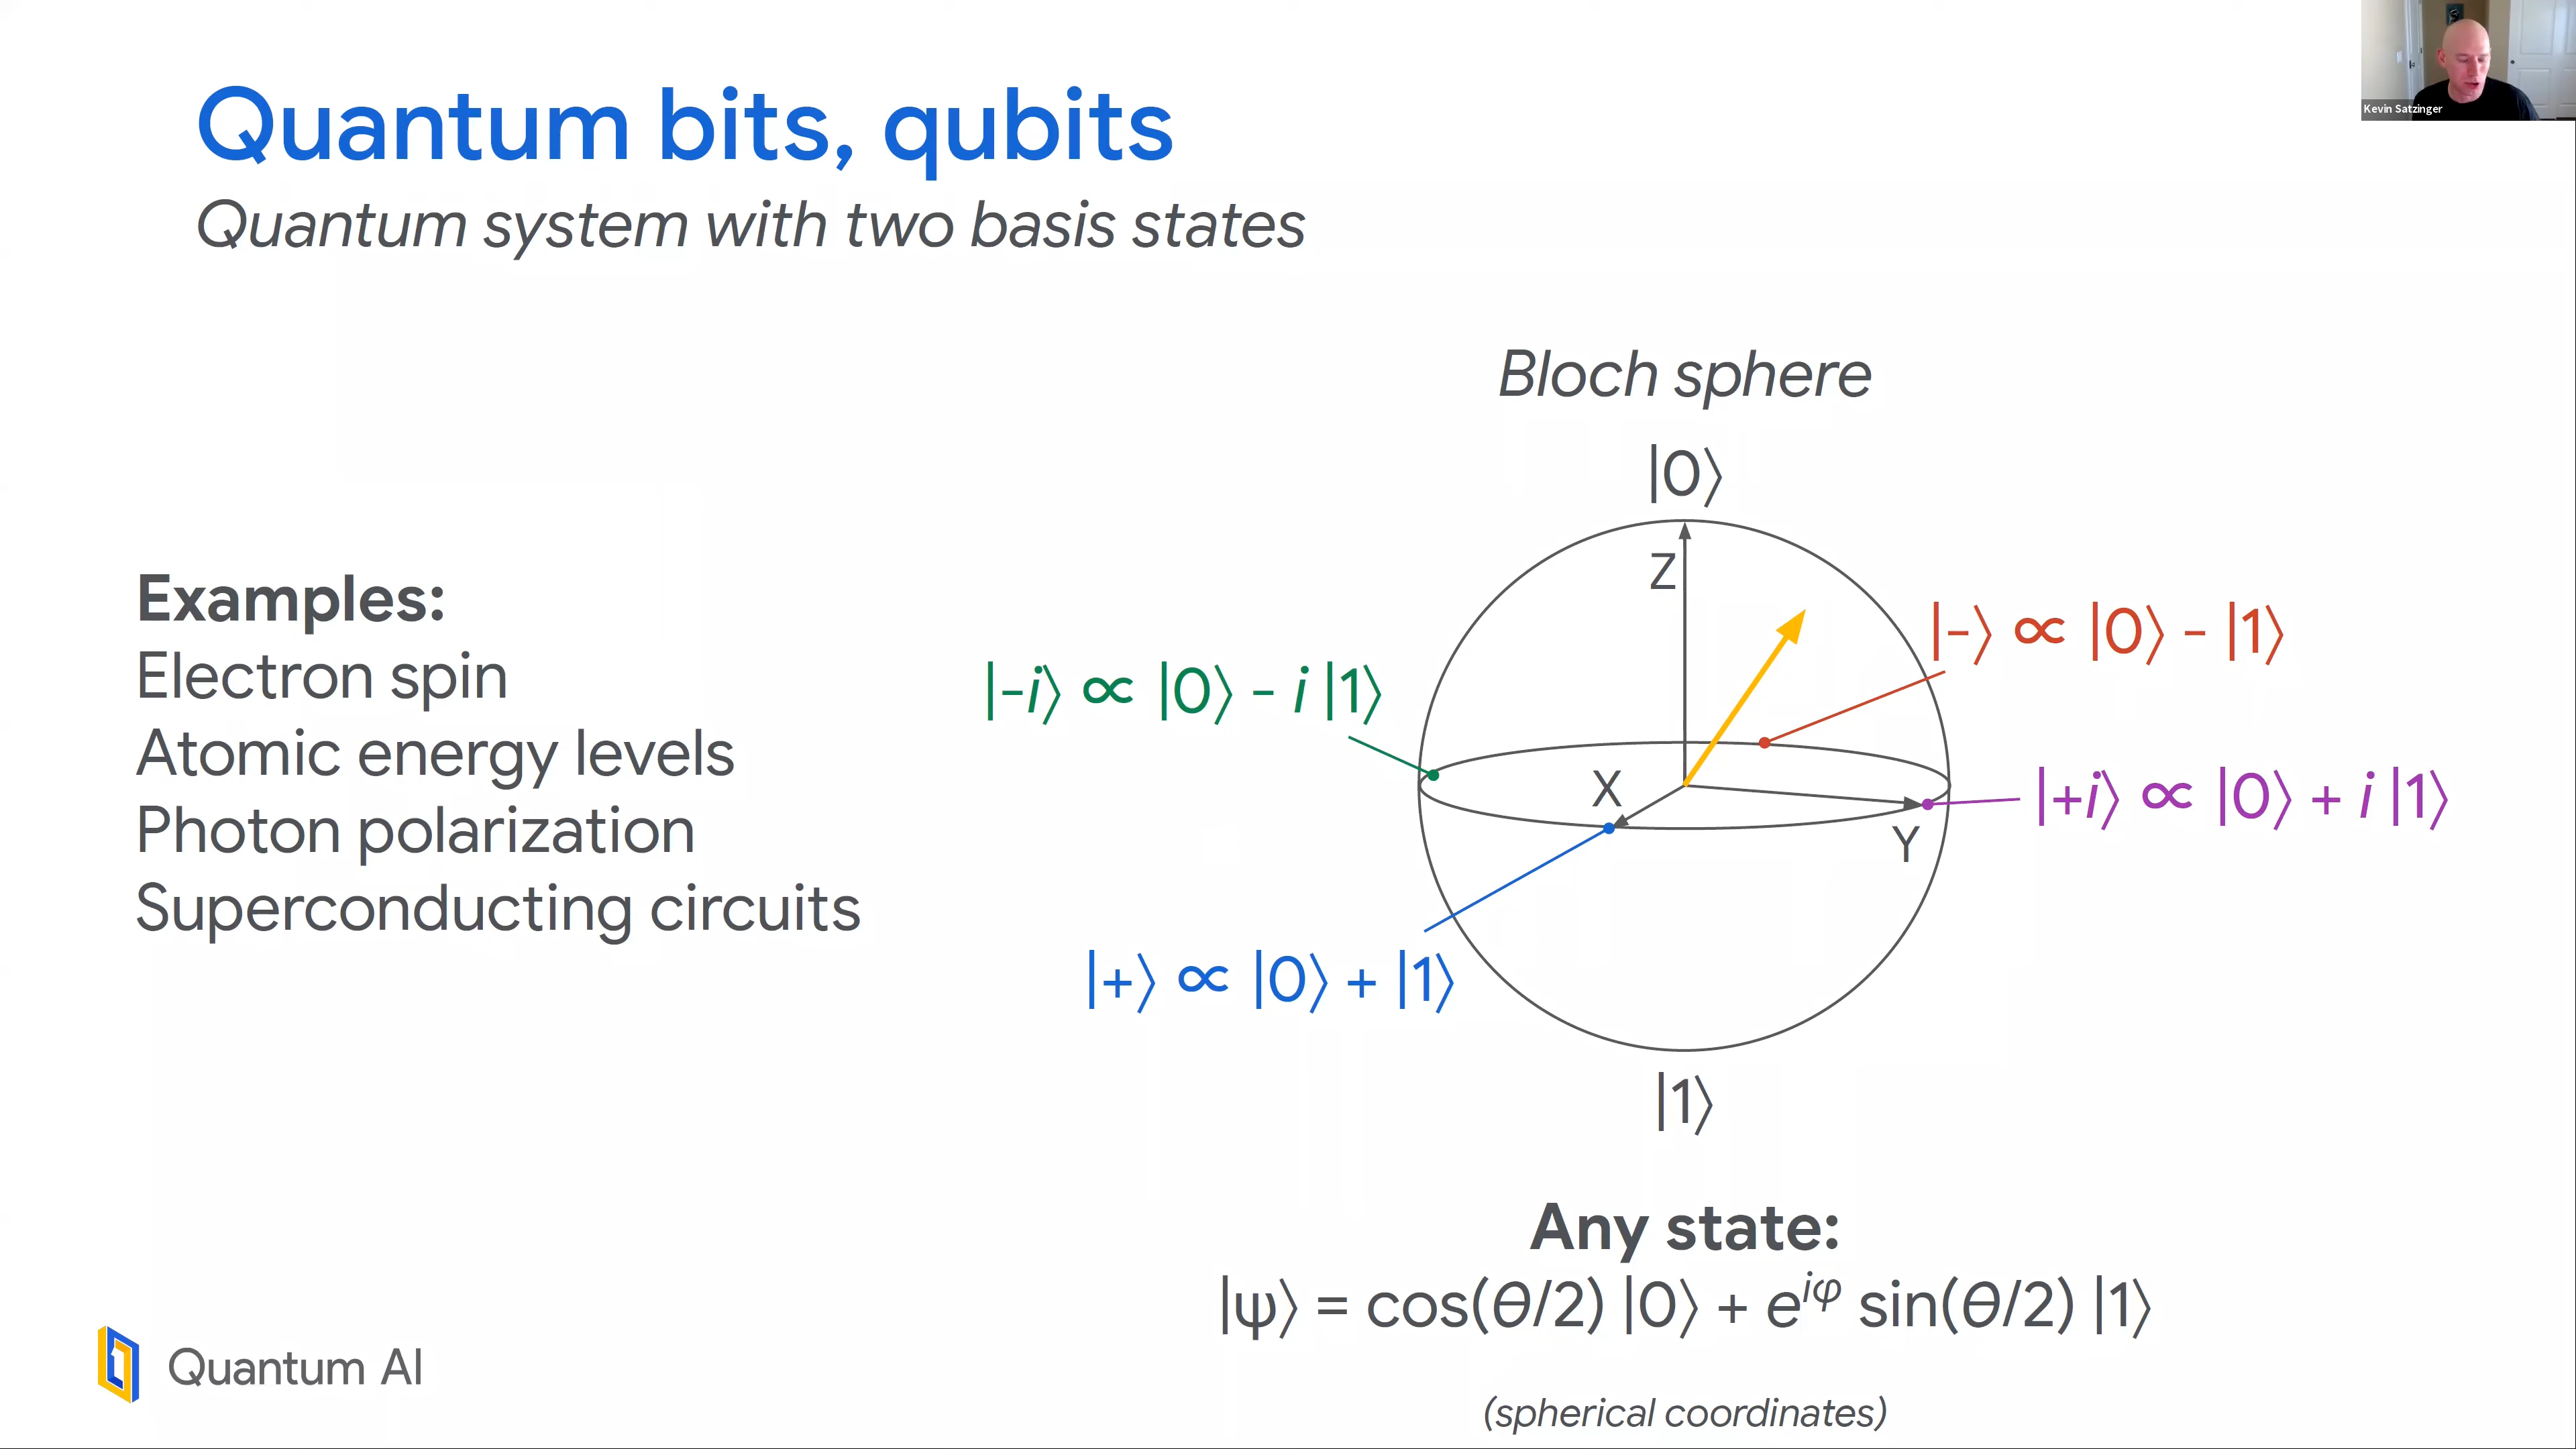 Kevin Satzinger
Quantum bits, qubits
Quantum system with two basis states
Examples:
Electron spin
Atomic energy levels
Photon polarization
Superconducting circuits
Bloch sphere
|0⟩
Z
|-⟩ ∝ |0⟩ - |1⟩
|-i⟩ ∝ |0⟩ - i |1⟩
X
|+i⟩ ∝ |0⟩ + i |1⟩
Y
|+⟩ ∝ |0⟩ + |1⟩
|1⟩
Any state:
|ψ⟩ = cos(θ/2) |0⟩ + e^{iφ} sin(θ/2) |1⟩
(spherical coordinates)
Quantum AI